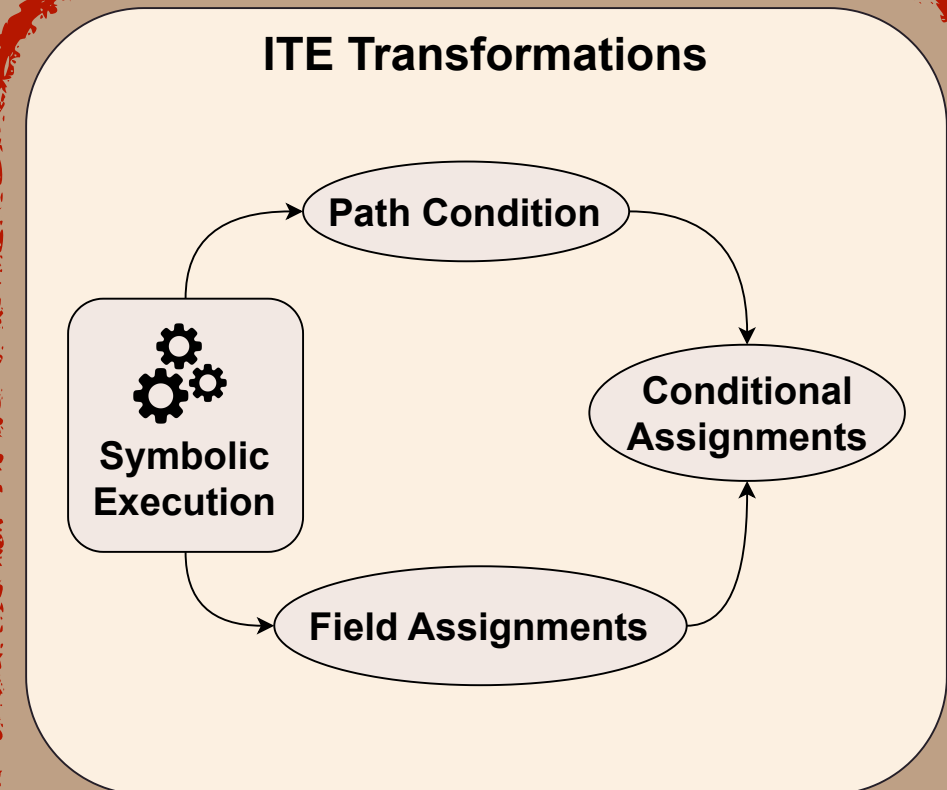 ITE Transformations
Path Condition
Symbolic
Execution
Conditional
Assignments
Field Assignments